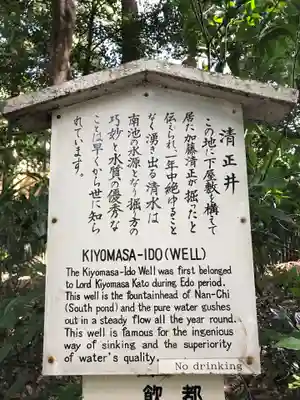 清正井
この地に下屋敷を構えて
居た加藤清正が掘ったと
伝えられ一年中絶ゆること
なく湧き出る清水は
南池の水源となり掘り方の
巧妙と水質の優秀な
ことは早くから世に知ら
れています。
KIYOMASA-IDO(WELL)
The Kiyomasa-Ido Well was first belonged
to Lord Kiyomasa Kato during Edo period.
This well is the fountainhead of Nan-Chi
(South pond) and the pure water gushes
out in a steady flow all the year round.
This well is famous for the ingenious
way of sinking and the superiority
of water's quality.
No drinking
飲 都